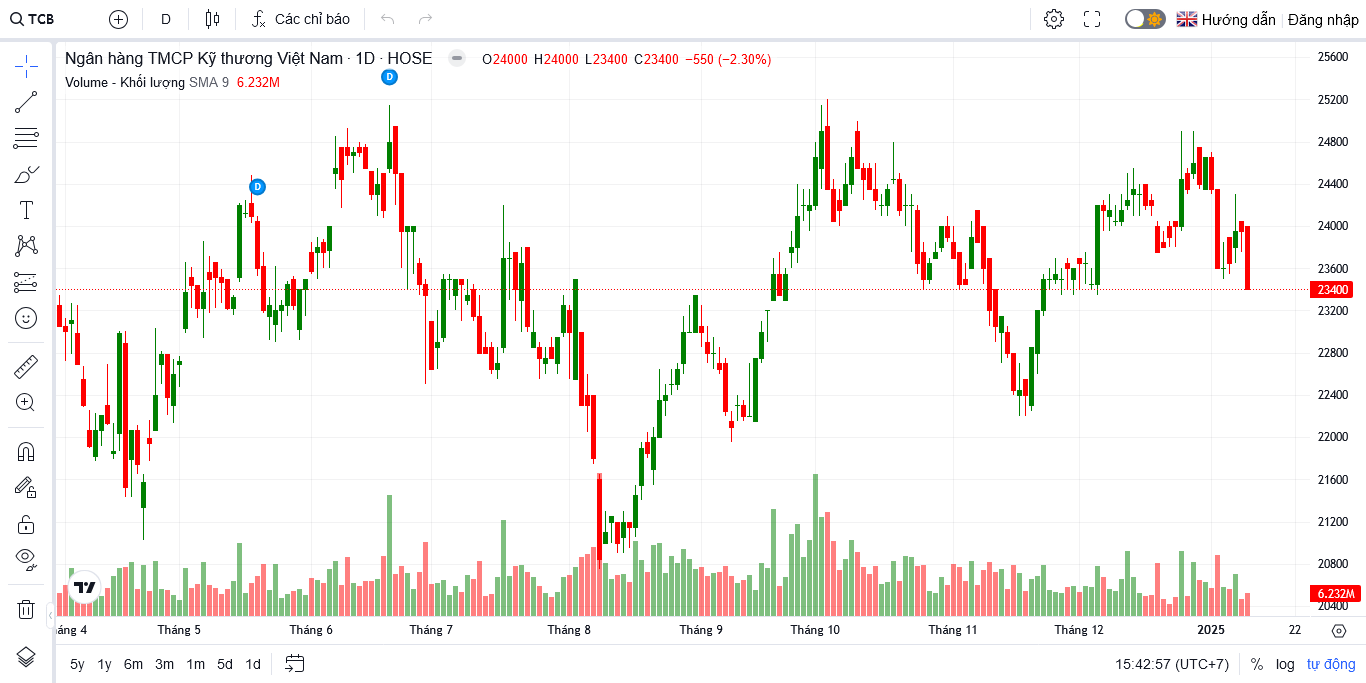 TCB D Các chỉ báo Hướng dẫn Đăng nhập
Ngân hàng TMCP Kỹ thương Việt Nam · 1D · HOSE O24000 H24000 L23400 C23400 −550 (−2.30%)
Volume - Khối lượng SMA 9 6.232M
D
D
25600
25200
24800
24400
24000
23600
23400
23200
22800
22400
22000
21600
21200
20800
6.232M
20400
áng 4 Tháng 5 Tháng 6 Tháng 7 Tháng 8 Tháng 9 Tháng 10 Tháng 11 Tháng 12 2025 22
5y 1y 6m 3m 1m 5d 1d 15:42:57 (UTC+7) % log tự động